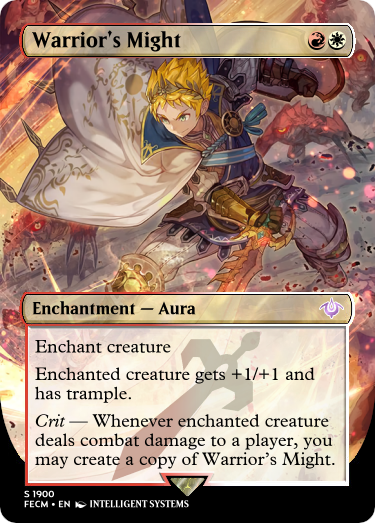 Warrior's Might
Enchantment — Aura
Enchant creature
Enchanted creature gets +1/+1 and
has trample.
Crit — Whenever enchanted creature
deals combat damage to a player, you
may create a copy of Warrior's Might.
S 1900
FECM • EN INTELLIGENT SYSTEMS